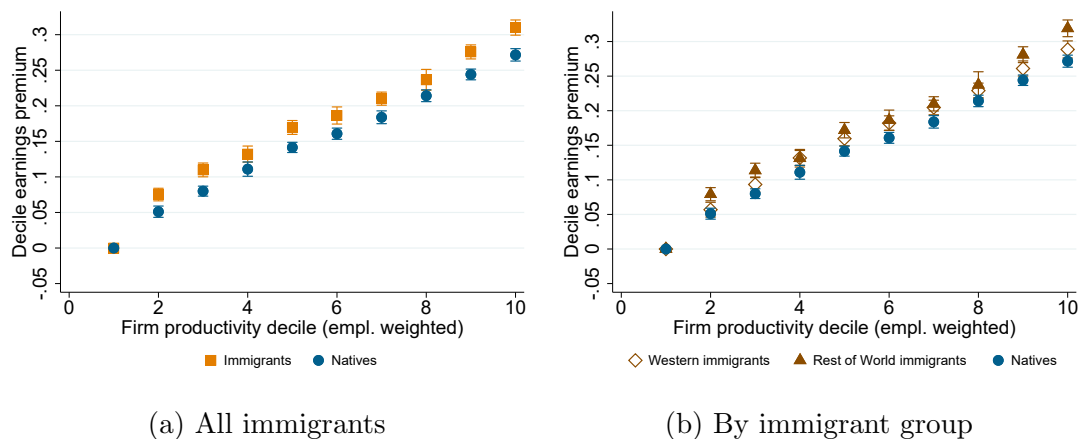 Decile earnings premium
-.05 0 .05 .1 .15 .2 .25 .3
0 2 4 6 8 10
Firm productivity decile (empl. weighted)
Immigrants Natives
(a) All immigrants
Decile earnings premium
-.05 0 .05 .1 .15 .2 .25 .3
0 2 4 6 8 10
Firm productivity decile (empl. weighted)
Western immigrants Rest of World immigrants Natives
(b) By immigrant group